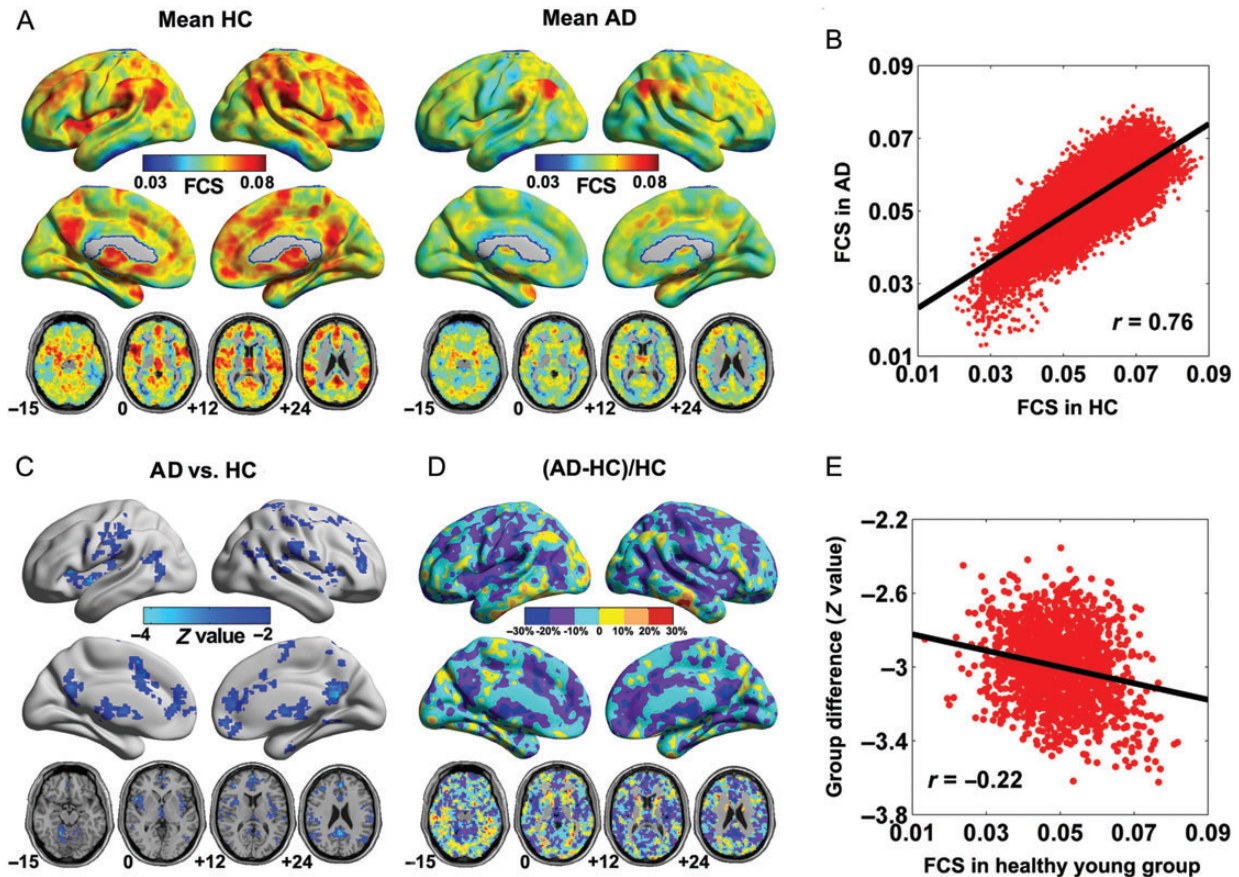 A
Mean HC
Mean AD
0.03 FCS 0.08
0.03 FCS 0.08
−15 0 +12 +24
−15 0 +12 +24
B
0.09
0.07
0.05
0.03
0.01
FCS in AD
r = 0.76
0.01 0.03 0.05 0.07 0.09
FCS in HC
C
AD vs. HC
−4 Z value −2
−15 0 +12 +24
D
(AD-HC)/HC
−30% −20% −10% 0 10% 20% 30%
−15 0 +12 +24
E
−2.2
−2.6
−3
−3.4
−3.8
Group difference (Z value)
r = −0.22
0.01 0.03 0.05 0.07 0.09
FCS in healthy young group